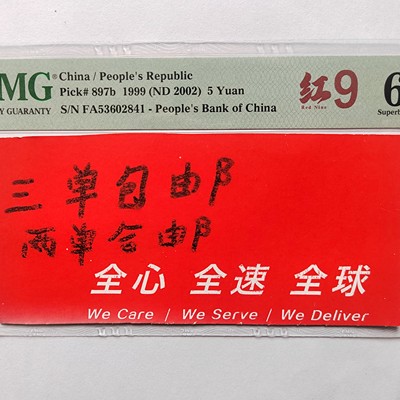 MG China / People's Republic
Pick# 897b 1999 (ND 2002) 5 Yuan
Y GUARANTY S/N FA53602841 - People's Bank of China
红9
Red Nine
6
Superb
三单包邮
两单合邮
全心 全速 全球
We Care / We Serve / We Deliver